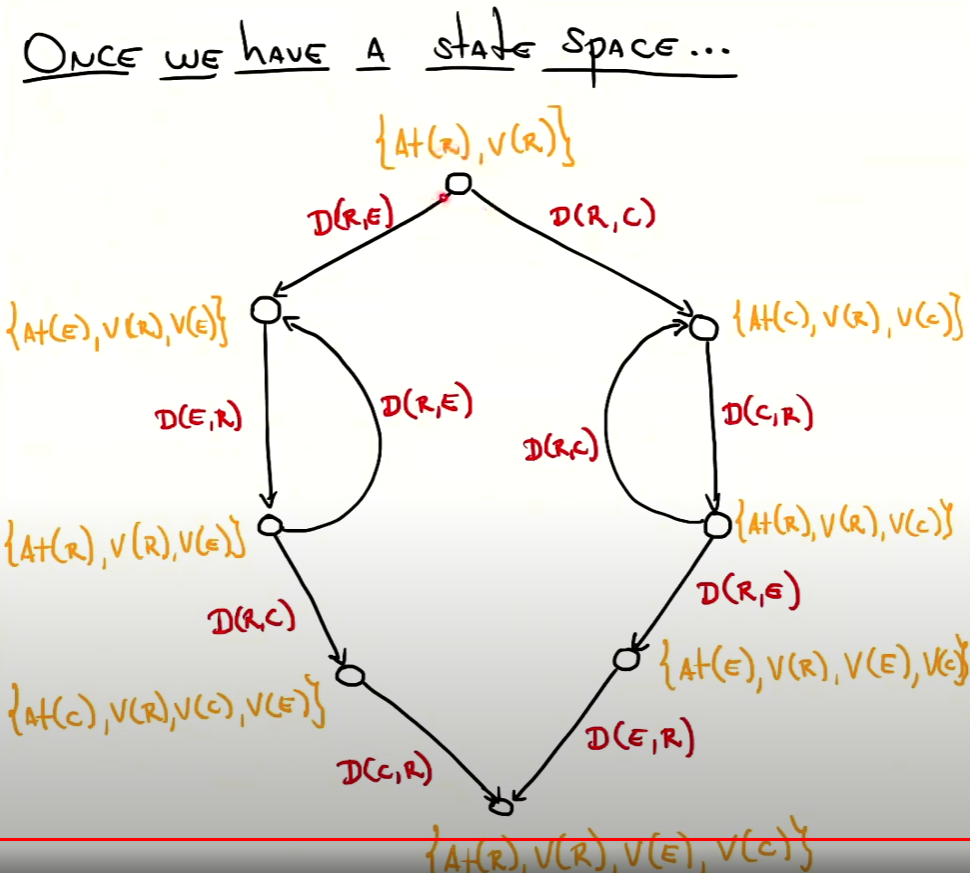 ONCE WE HAVE A STATE SPACE...
{At(R), V(R)}
D(R,E)
D(R,C)
{At(E), V(R), V(E)}
{At(C), V(R), V(C)}
D(E,R)
D(R,E)
D(R,C)
D(C,R)
{At(R), V(R), V(E)}
{At(R), V(R), V(C)}
D(R,C)
D(R,E)
{At(C), V(R), V(C), V(E)}
{At(E), V(R), V(E), V(C)}
D(C,R)
D(E,R)
{At(R), V(R), V(E), V(C)}